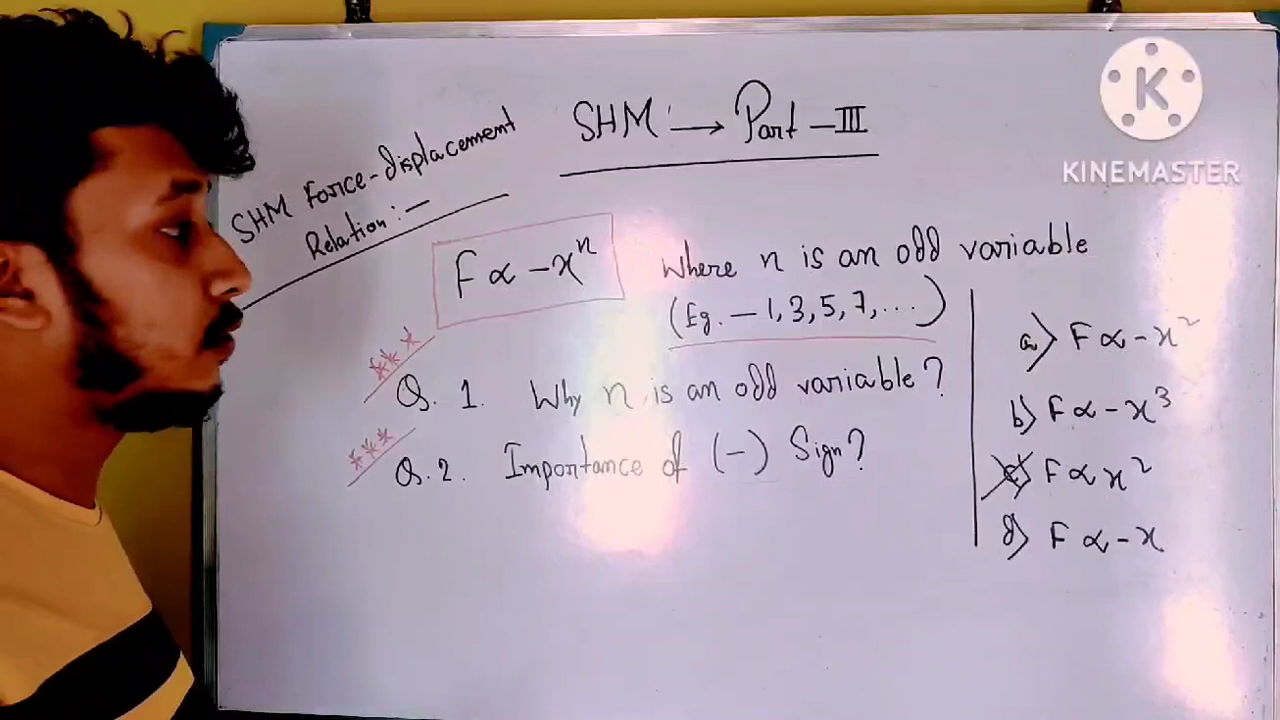 SHM → Part - III
SHM Force-displacement
Relation:-
F ∝ -xⁿ
Where n is an odd variable
(Eg. - 1, 3, 5, 7, ...)
*** Q. 1. Why n is an odd variable?
*** Q. 2. Importance of (-) Sign?
a) F ∝ -x²
b) F ∝ -x³
c) F ∝ x²
d) F ∝ -x
K
KINEMASTER